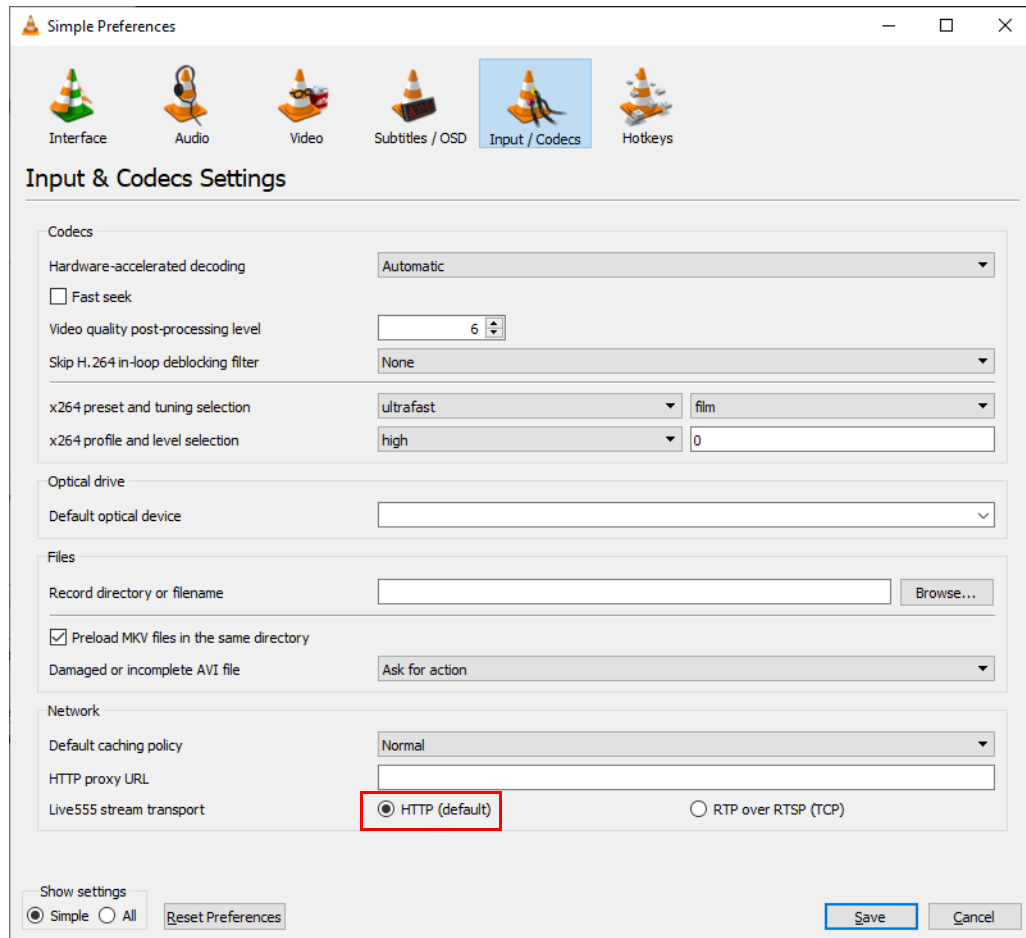 Simple Preferences
Interface
Audio
Video
Subtitles / OSD
Input / Codecs
Hotkeys
Input & Codecs Settings
Codecs
Hardware-accelerated decoding
Automatic
Fast seek
Video quality post-processing level
6
Skip H.264 in-loop deblocking filter
None
x264 preset and tuning selection
ultrafast
film
x264 profile and level selection
high
0
Optical drive
Default optical device
Files
Record directory or filename
Browse...
Preload MKV files in the same directory
Damaged or incomplete AVI file
Ask for action
Network
Default caching policy
Normal
HTTP proxy URL
Live555 stream transport
HTTP (default)
RTP over RTSP (TCP)
Show settings
Simple
All
Reset Preferences
Save
Cancel